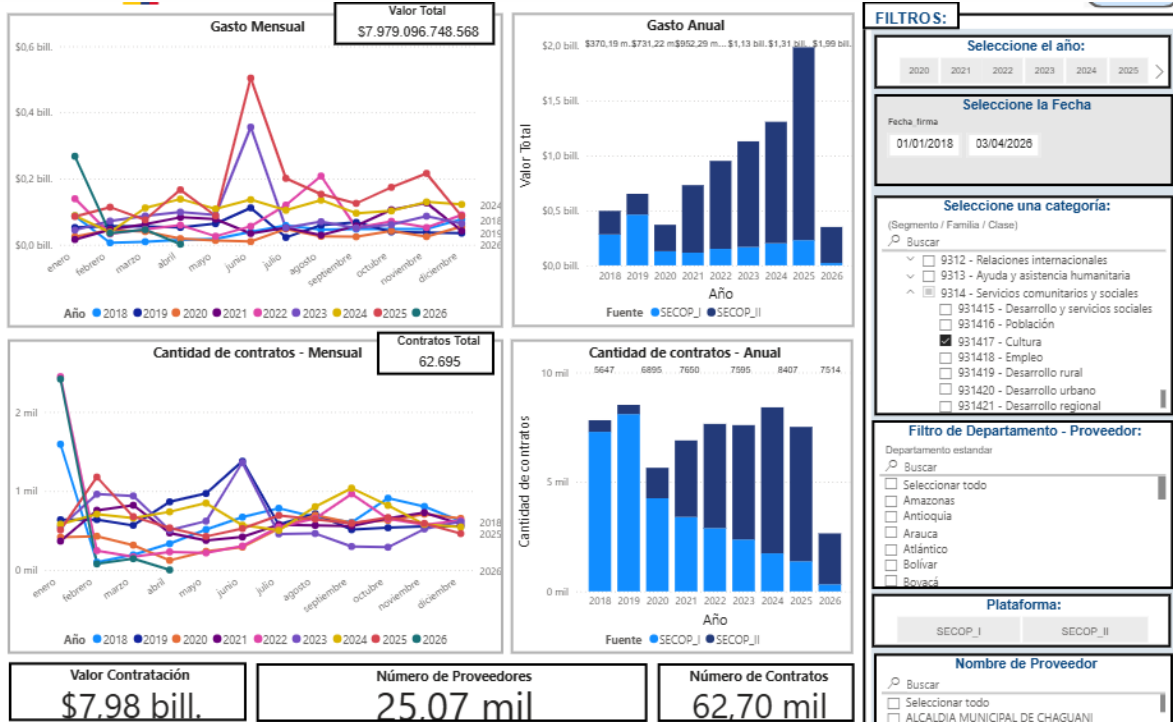 Gasto Mensual
Valor Total
$7.979.096.748.568
$0,6 bill.
$0,4 bill.
$0,2 bill.
$0,0 bill.
enero
febrero
marzo
abril
mayo
junio
julio
agosto
septiembre
octubre
noviembre
diciembre
2024
2018
2019
2026
Año 2018 2019 2020 2021 2022 2023 2024 2025 2026
Gasto Anual
$2,0 bill.
$370,19 m... $731,22 m... $952,29 m... $1,13 bill. $1,31 bill. $1,99 bill.
$1,5 bill.
$1,0 bill.
$0,5 bill.
$0,0 bill.
Valor Total
2018 2019 2020 2021 2022 2023 2024 2025 2026
Año
Fuente SECOP_I SECOP_II
Cantidad de contratos - Mensual
Contratos Total
62.695
2 mil
1 mil
0 mil
enero
febrero
marzo
abril
mayo
junio
julio
agosto
septiembre
octubre
noviembre
diciembre
2018
2025
2026
Año 2018 2019 2020 2021 2022 2023 2024 2025 2026
Cantidad de contratos - Anual
10 mil
5647 6895 7650 7595 8407 7514
5 mil
0 mil
Cantidad de contratos
2018 2019 2020 2021 2022 2023 2024 2025 2026
Año
Fuente SECOP_I SECOP_II
Valor Contratación
$7,98 bill.
Número de Proveedores
25,07 mil
Número de Contratos
62,70 mil
FILTROS:
Seleccione el año:
2020 2021 2022 2023 2024 2025
Seleccione la Fecha
Fecha_firma
01/01/2018 03/04/2026
Seleccione una categoría:
(Segmento / Familia / Clase)
Buscar
9312 - Relaciones internacionales
9313 - Ayuda y asistencia humanitaria
9314 - Servicios comunitarios y sociales
931415 - Desarrollo y servicios sociales
931416 - Población
931417 - Cultura
931418 - Empleo
931419 - Desarrollo rural
931420 - Desarrollo urbano
931421 - Desarrollo regional
Filtro de Departamento - Proveedor:
Departamento estandar
Buscar
Seleccionar todo
Amazonas
Antioquia
Arauca
Atlántico
Bolívar
Boyacá
Plataforma:
SECOP_I SECOP_II
Nombre de Proveedor
Buscar
Seleccionar todo
ALCALDIA MUNICIPAL DE CHAGUANI